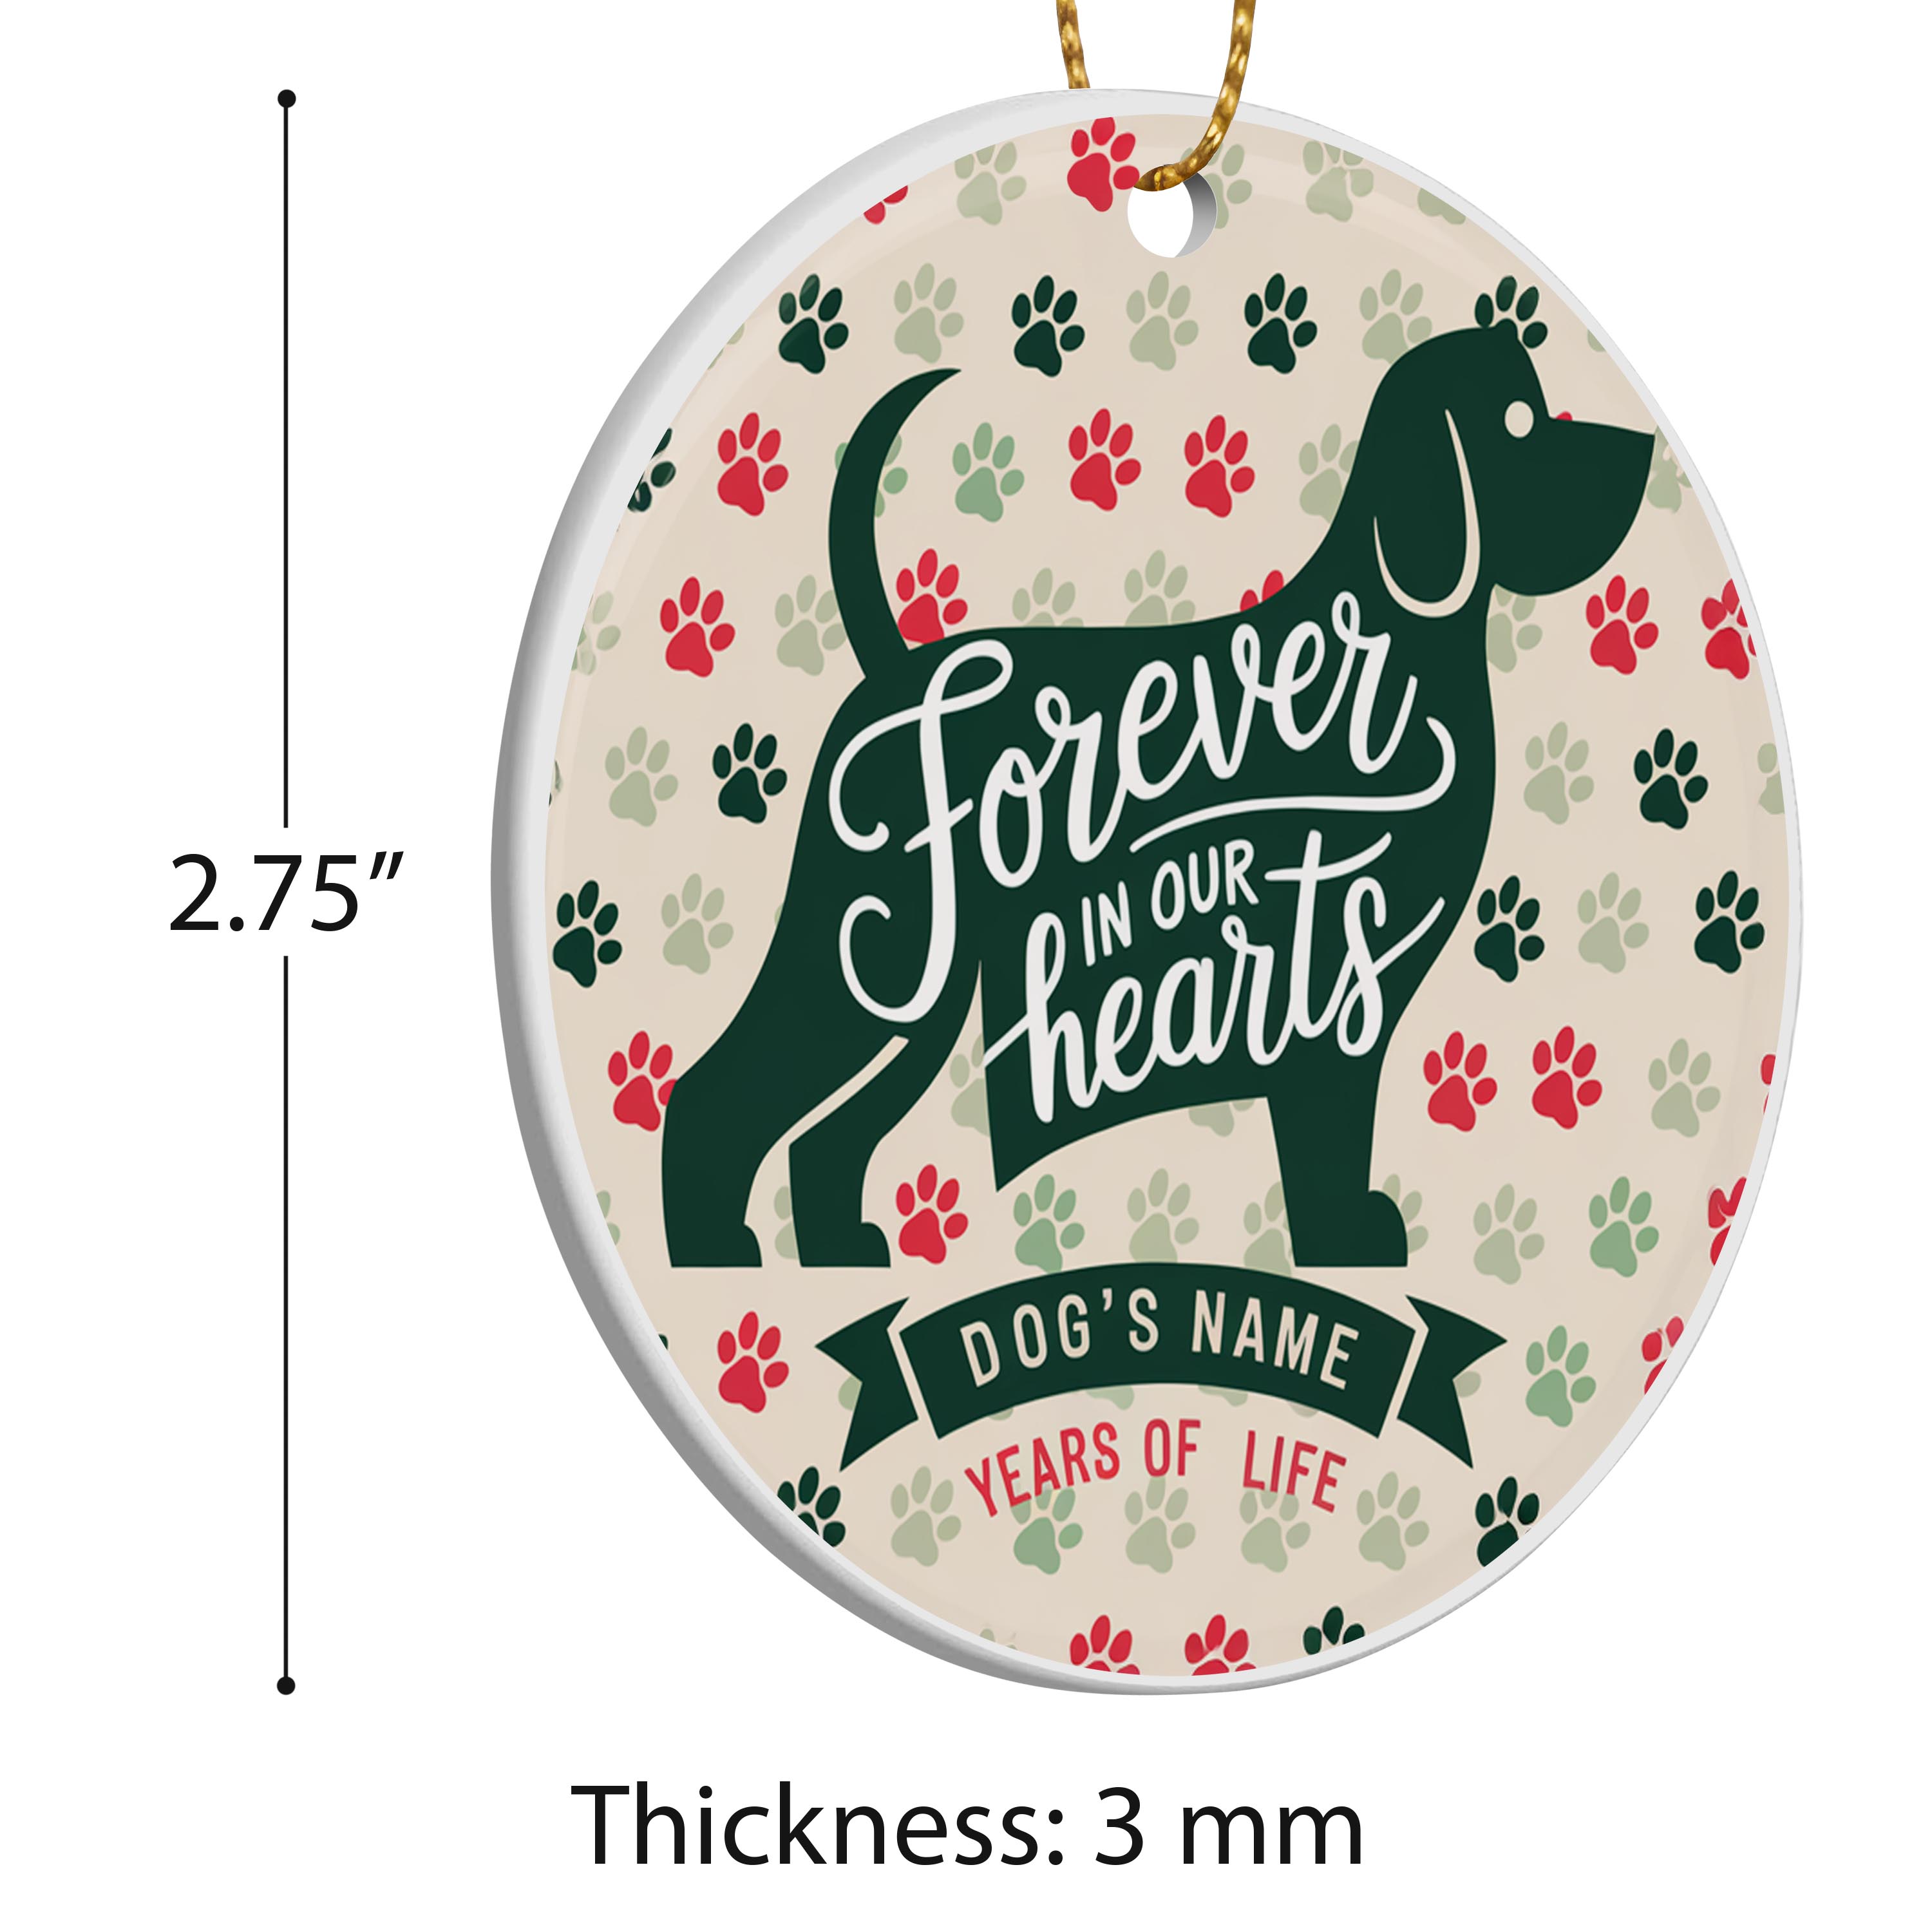 2.75″
Forever
IN OUR
hearts
DOG'S NAME
YEARS OF LIFE
Thickness: 3 mm